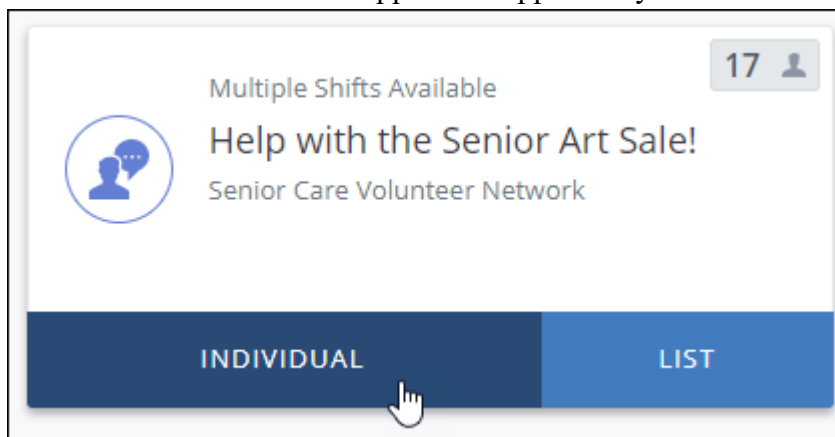 17
Multiple Shifts Available
Help with the Senior Art Sale!
Senior Care Volunteer Network
INDIVIDUAL
LIST